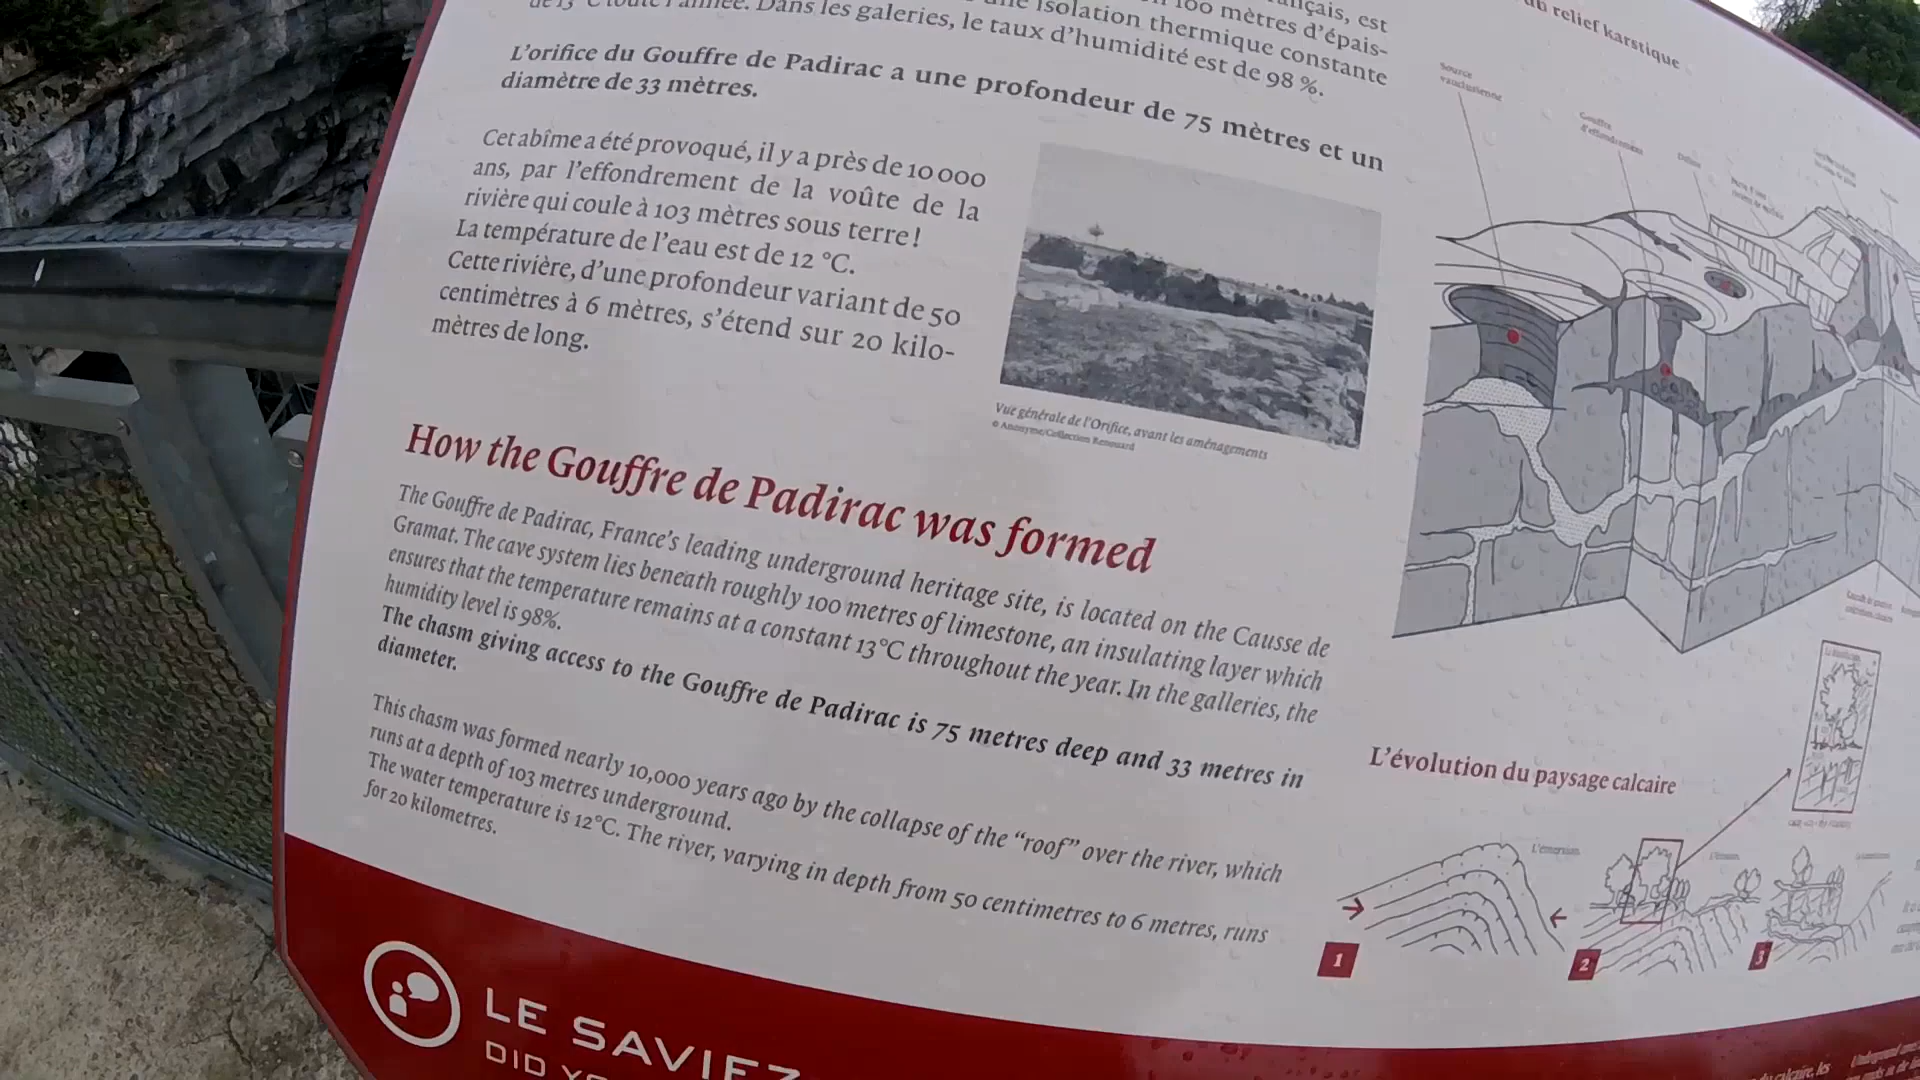 nçais, est
100 mètres d'épais-
une isolation thermique constante
de 13 °C toute l'année. Dans les galeries, le taux d'humidité est de 98 %.
L'orifice du Gouffre de Padirac a une profondeur de 75 mètres et un
diamètre de 33 mètres.
Cet abîme a été provoqué, il y a près de 10 000
ans, par l'effondrement de la voûte de la
rivière qui coule à 103 mètres sous terre !
La température de l'eau est de 12 °C.
Cette rivière, d'une profondeur variant de 50
centimètres à 6 mètres, s'étend sur 20 kilo-
mètres de long.
Vue générale de l'Orifice, avant les aménagements
© Anonyme/Collection Renouard
How the Gouffre de Padirac was formed
The Gouffre de Padirac, France's leading underground heritage site, is located on the Causse de
Gramat. The cave system lies beneath roughly 100 metres of limestone, an insulating layer which
ensures that the temperature remains at a constant 13°C throughout the year. In the galleries, the
humidity level is 98%.
The chasm giving access to the Gouffre de Padirac is 75 metres deep and 33 metres in
diameter.
This chasm was formed nearly 10,000 years ago by the collapse of the “roof” over the river, which
runs at a depth of 103 metres underground.
The water temperature is 12°C. The river, varying in depth from 50 centimetres to 6 metres, runs
for 20 kilometres.
LE SAVIEZ
DID YO
du relief karstique
Source
vauclusienne
Gouffre
d'effondrement
Doline
L'évolution du paysage calcaire
L'émersion
1
2
3
du calcaire, les